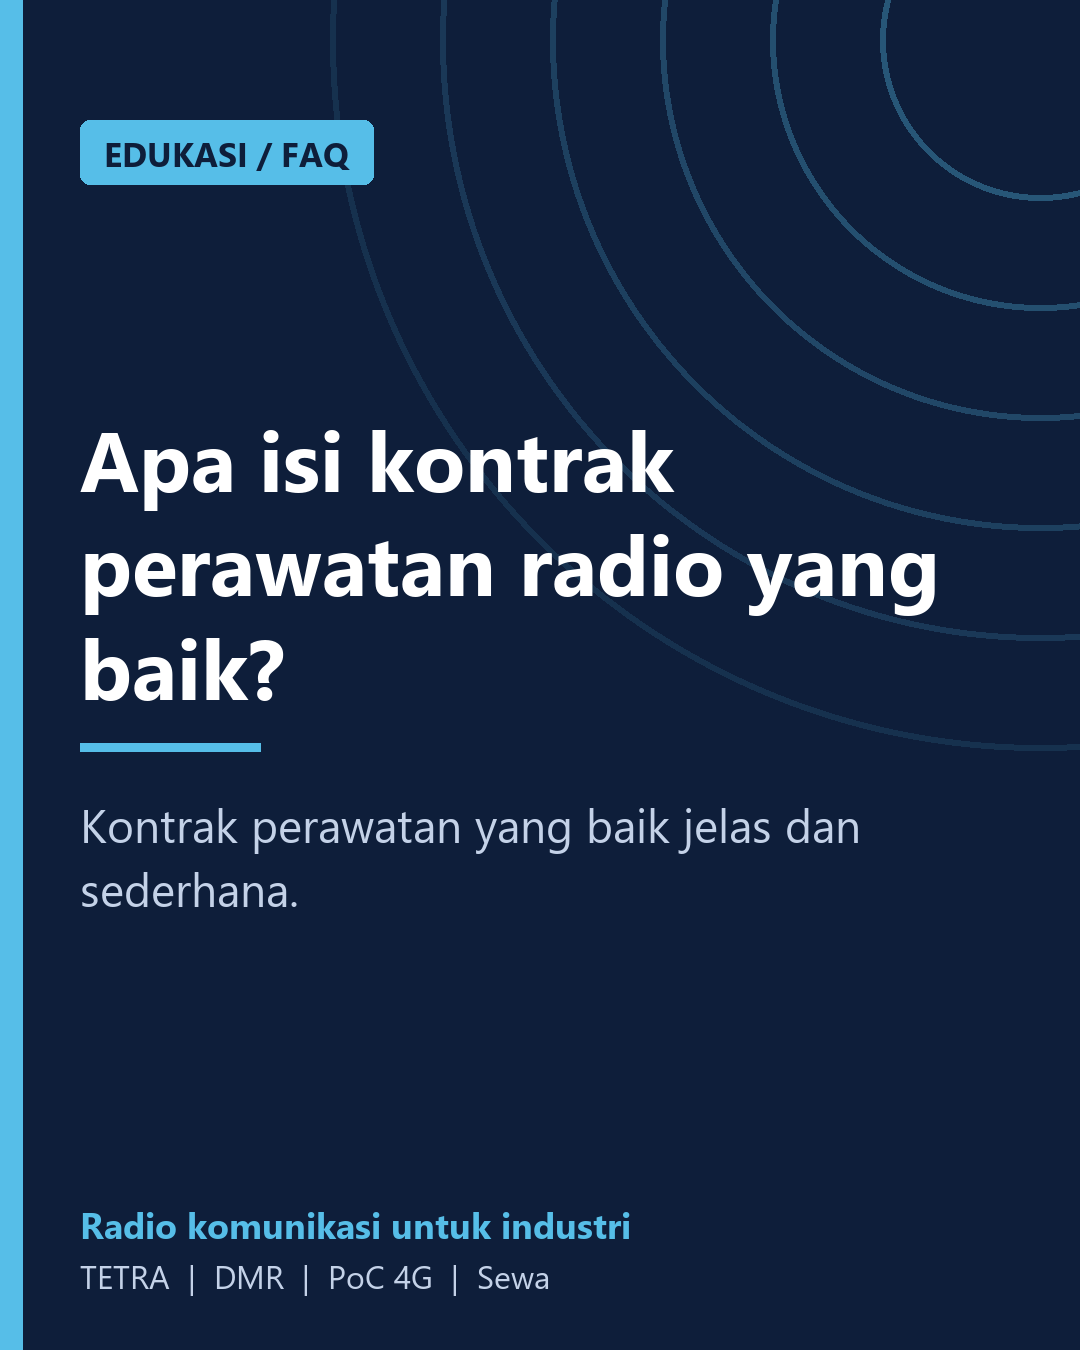 EDUKASI / FAQ
Apa isi kontrak
perawatan radio yang
baik?
Kontrak perawatan yang baik jelas dan
sederhana.
Radio komunikasi untuk industri
TETRA | DMR | PoC 4G | Sewa